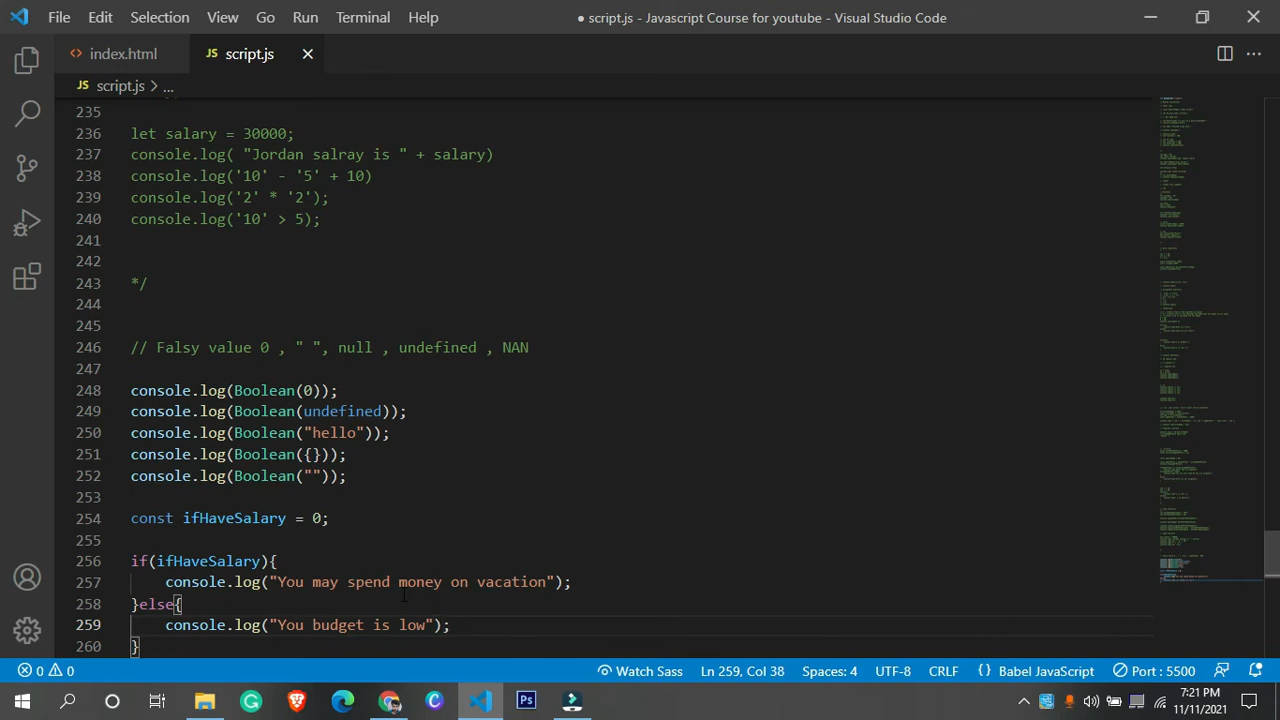 File Edit Selection View Go Run Terminal Help ● script.js - Javascript Course for youtube - Visual Studio Code
<> index.html JS script.js ×
JS script.js > ...
235
236 let salary = 30000;
237 console.log( "Jordan salray is " + salary)
238 console.log('10' - '5' + 10)
239 console.log('2' * '2');
240 console.log('10' > 5);
241
242
243 */
244
245
246 // Falsy value 0 , " ", null , undefined , NAN
247
248 console.log(Boolean(0));
249 console.log(Boolean(undefined));
250 console.log(Boolean("hello"));
251 console.log(Boolean({}));
252 console.log(Boolean(""));
253
254 const ifHaveSalary = 0;
255
256 if(ifHaveSalary){
257 console.log("You may spend money on vacation");
258 }else{
259 console.log("You budget is low");
260 }
0 0 Watch Sass Ln 259, Col 38 Spaces: 4 UTF-8 CRLF {} Babel JavaScript Port : 5500
7:21 PM
11/11/2021